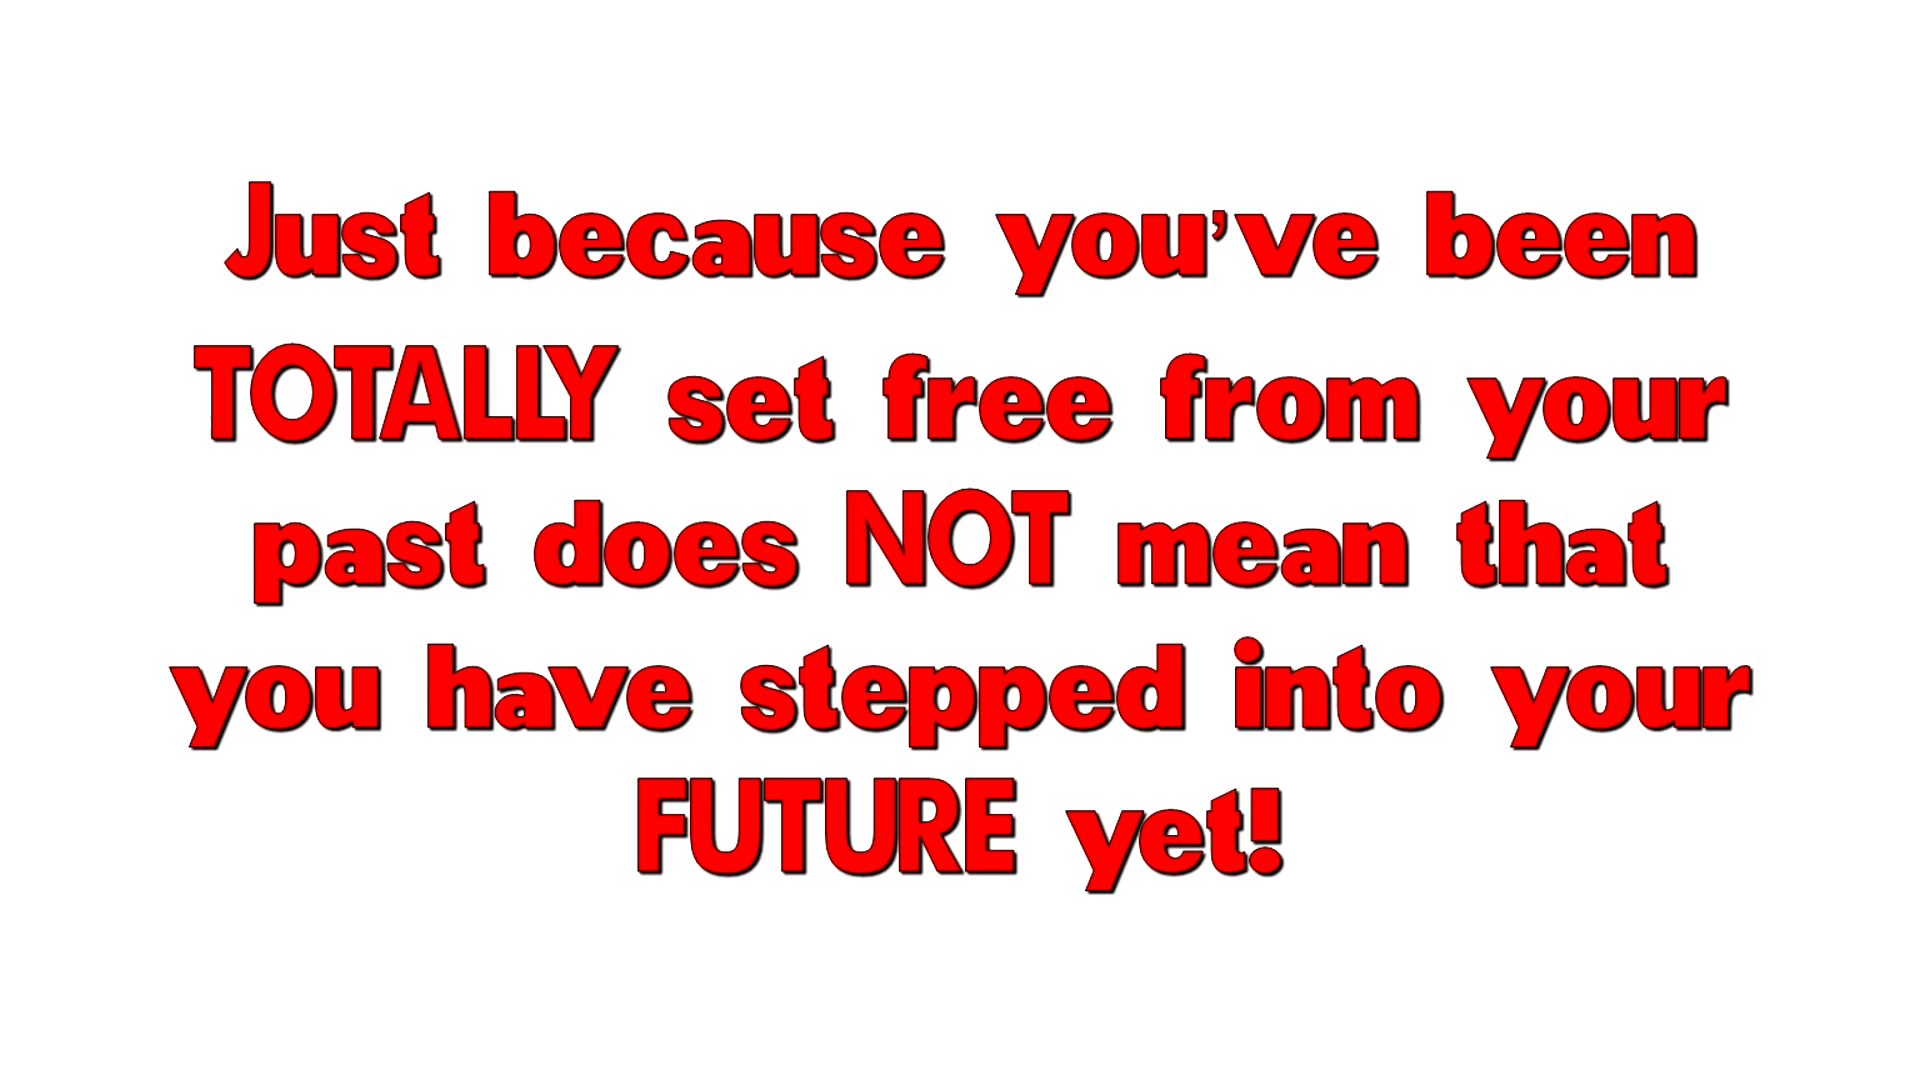 Just because you’ve been
TOTALLY set free from your
past does NOT mean that
you have stepped into your
FUTURE yet!